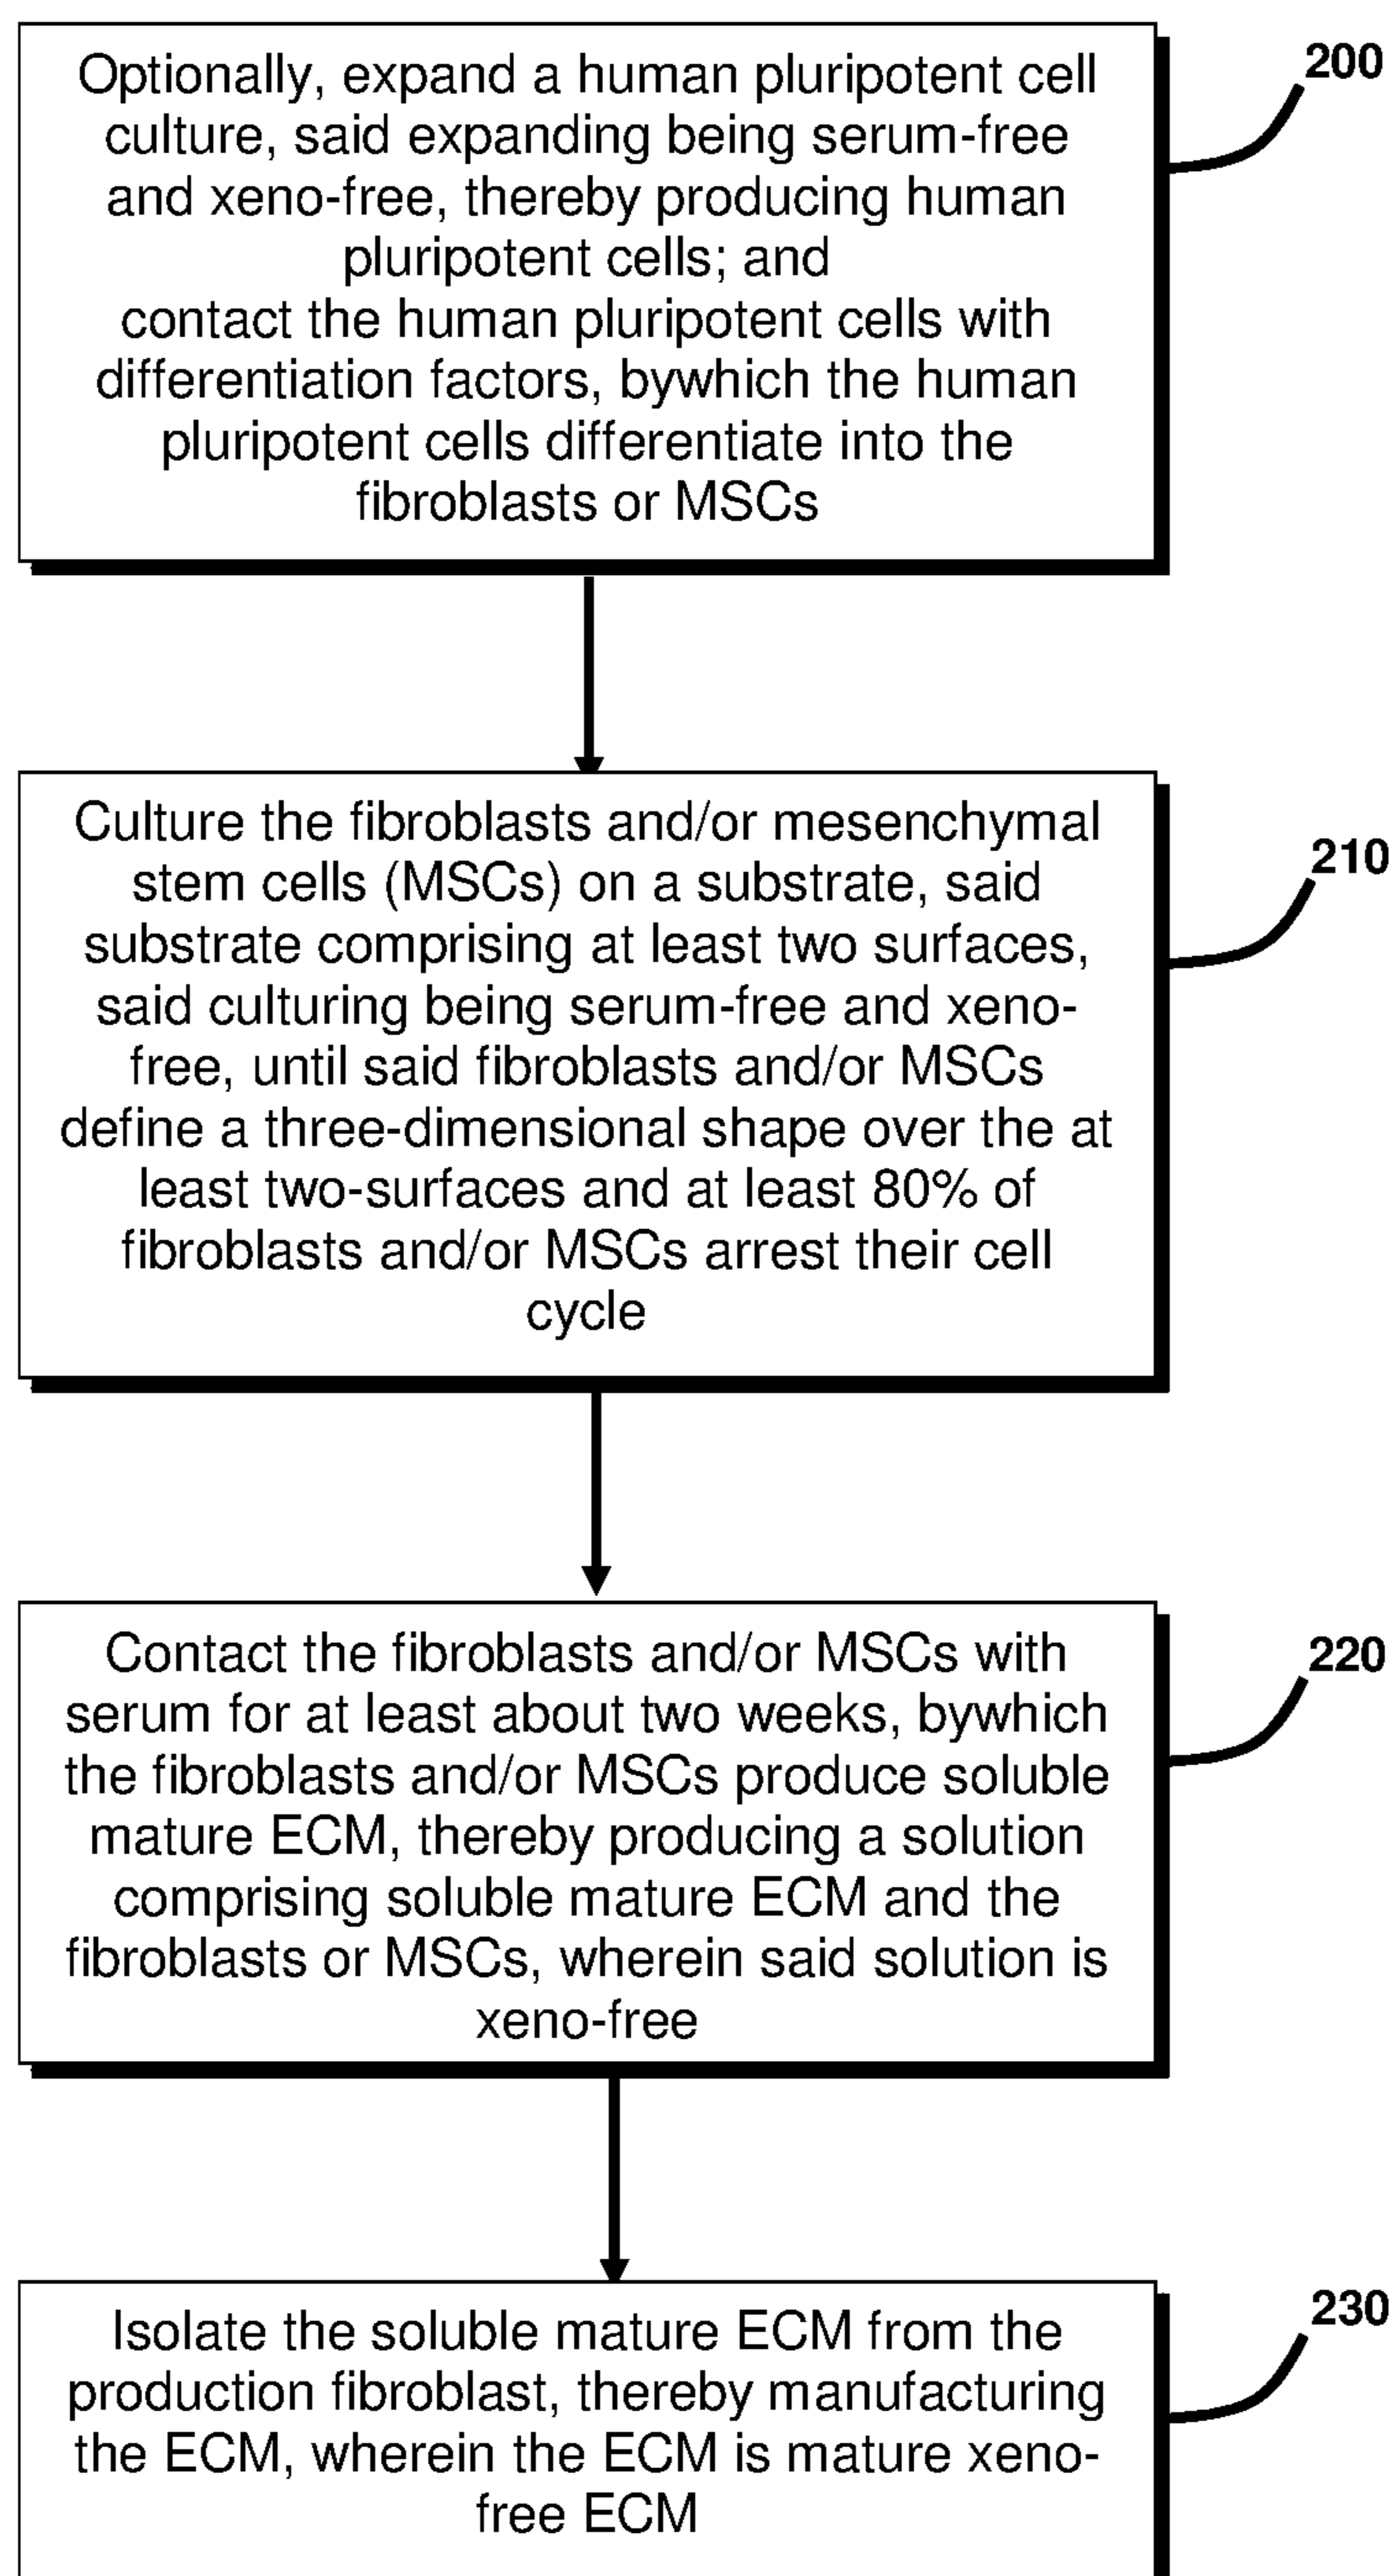 Optionally, expand a human pluripotent cell
culture, said expanding being serum-free
and xeno-free, thereby producing human
pluripotent cells; and
contact the human pluripotent cells with
differentiation factors, bywhich the human
pluripotent cells differentiate into the
fibroblasts or MSCs
200
Culture the fibroblasts and/or mesenchymal
stem cells (MSCs) on a substrate, said
substrate comprising at least two surfaces,
said culturing being serum-free and xeno-
free, until said fibroblasts and/or MSCs
define a three-dimensional shape over the at
least two-surfaces and at least 80% of
fibroblasts and/or MSCs arrest their cell
cycle
210
Contact the fibroblasts and/or MSCs with
serum for at least about two weeks, bywhich
the fibroblasts and/or MSCs produce soluble
mature ECM, thereby producing a solution
comprising soluble mature ECM and the
fibroblasts or MSCs, wherein said solution is
xeno-free
220
Isolate the soluble mature ECM from the
production fibroblast, thereby manufacturing
the ECM, wherein the ECM is mature xeno-
free ECM
230